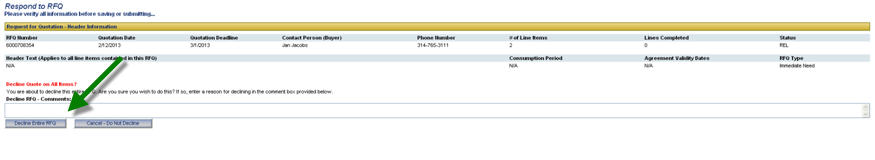 Respond to RFQ
Please verify all information before saving or submitting...
Request for Quotation - Header Information
RFQ Number Quotation Date Quotation Deadline Contact Person (Buyer) Phone Number # of Line Items Lines Completed Status
6000708354 2/12/2013 3/1/2013 Jan Jacobs 314-765-3111 2 0 REL
Header Text (Applies to all line items contained in this RFQ) Consumption Period Agreement Validity Dates RFQ Type
N/A N/A N/A Immediate Need
Decline Quote on All Items?
You are about to decline this entire RFQ. Are you sure you wish to do this? If so, enter a reason for declining in the comment box provided below.
Decline RFQ - Comments:
Decline Entire RFQ Cancel - Do Not Decline